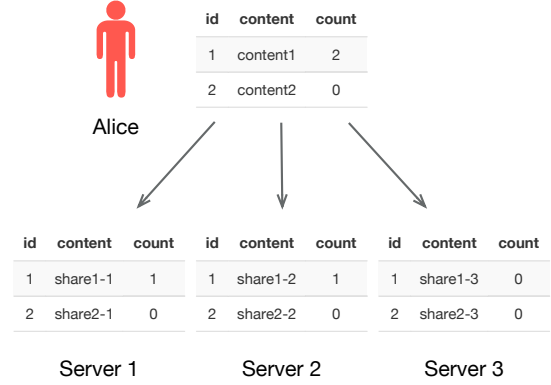 id content count
1 content1 2
2 content2 0
Alice
id content count
1 share1-1 1
2 share2-1 0
id content count
1 share1-2 1
2 share2-2 0
id content count
1 share1-3 0
2 share2-3 0
Server 1
Server 2
Server 3